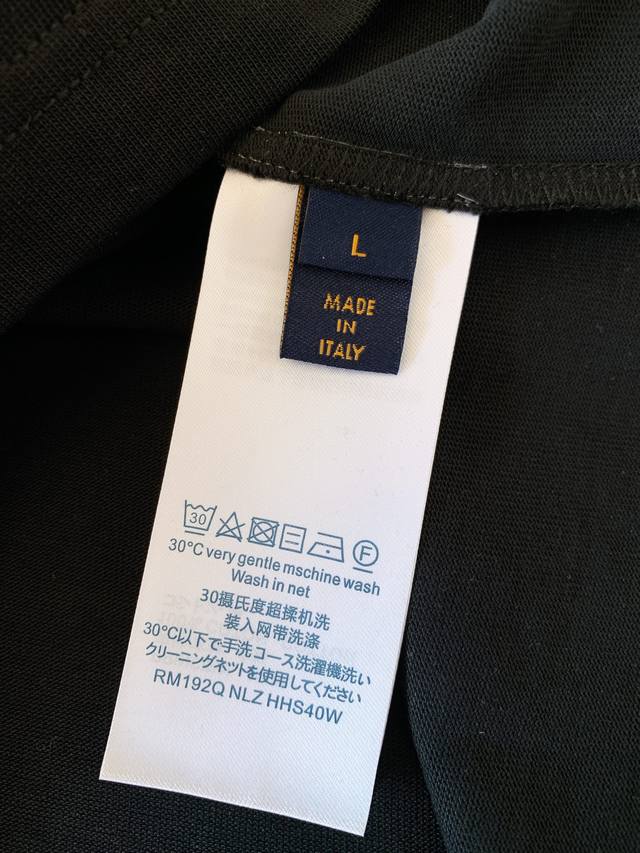 L
MADE
IN
ITALY
30
F
30°C very gentle mschine wash
Wash in net
30摄氏度超揉机洗
装入网带洗涤
30°C以下で手洗コース洗濯機洗い
クリーニングネットを使用してください
RM192Q NLZ HHS40W